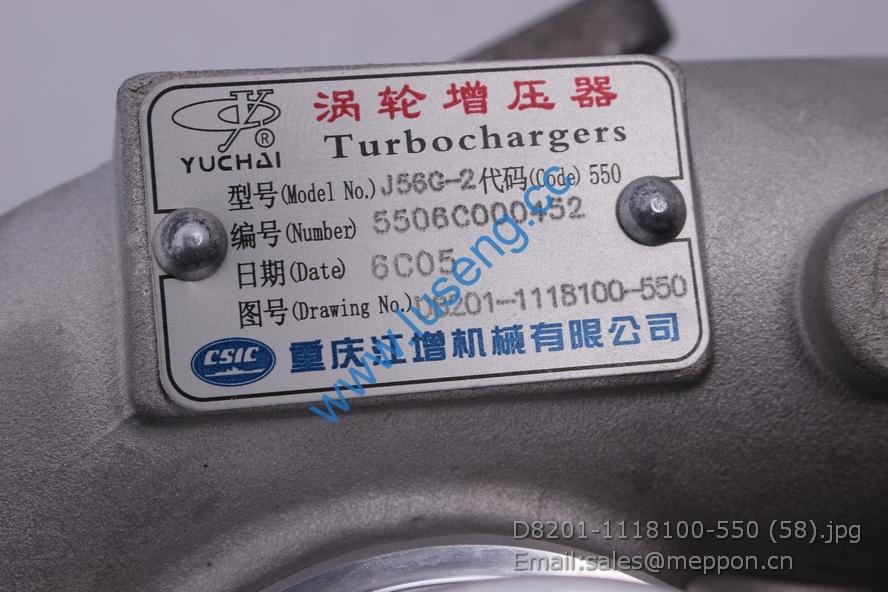 涡轮增压器
YUCHAI ®
Turbochargers
型号(Model No.) J56G-2 代码(Code) 550
编号(Number) 5506C000452
日期(Date) 6C05
图号(Drawing No.) D8201-1118100-550
CSIC 重庆江增机械有限公司
www.luseng.cc
D8201-1118100-550 (58).jpg
Email:sales@meppon.cn